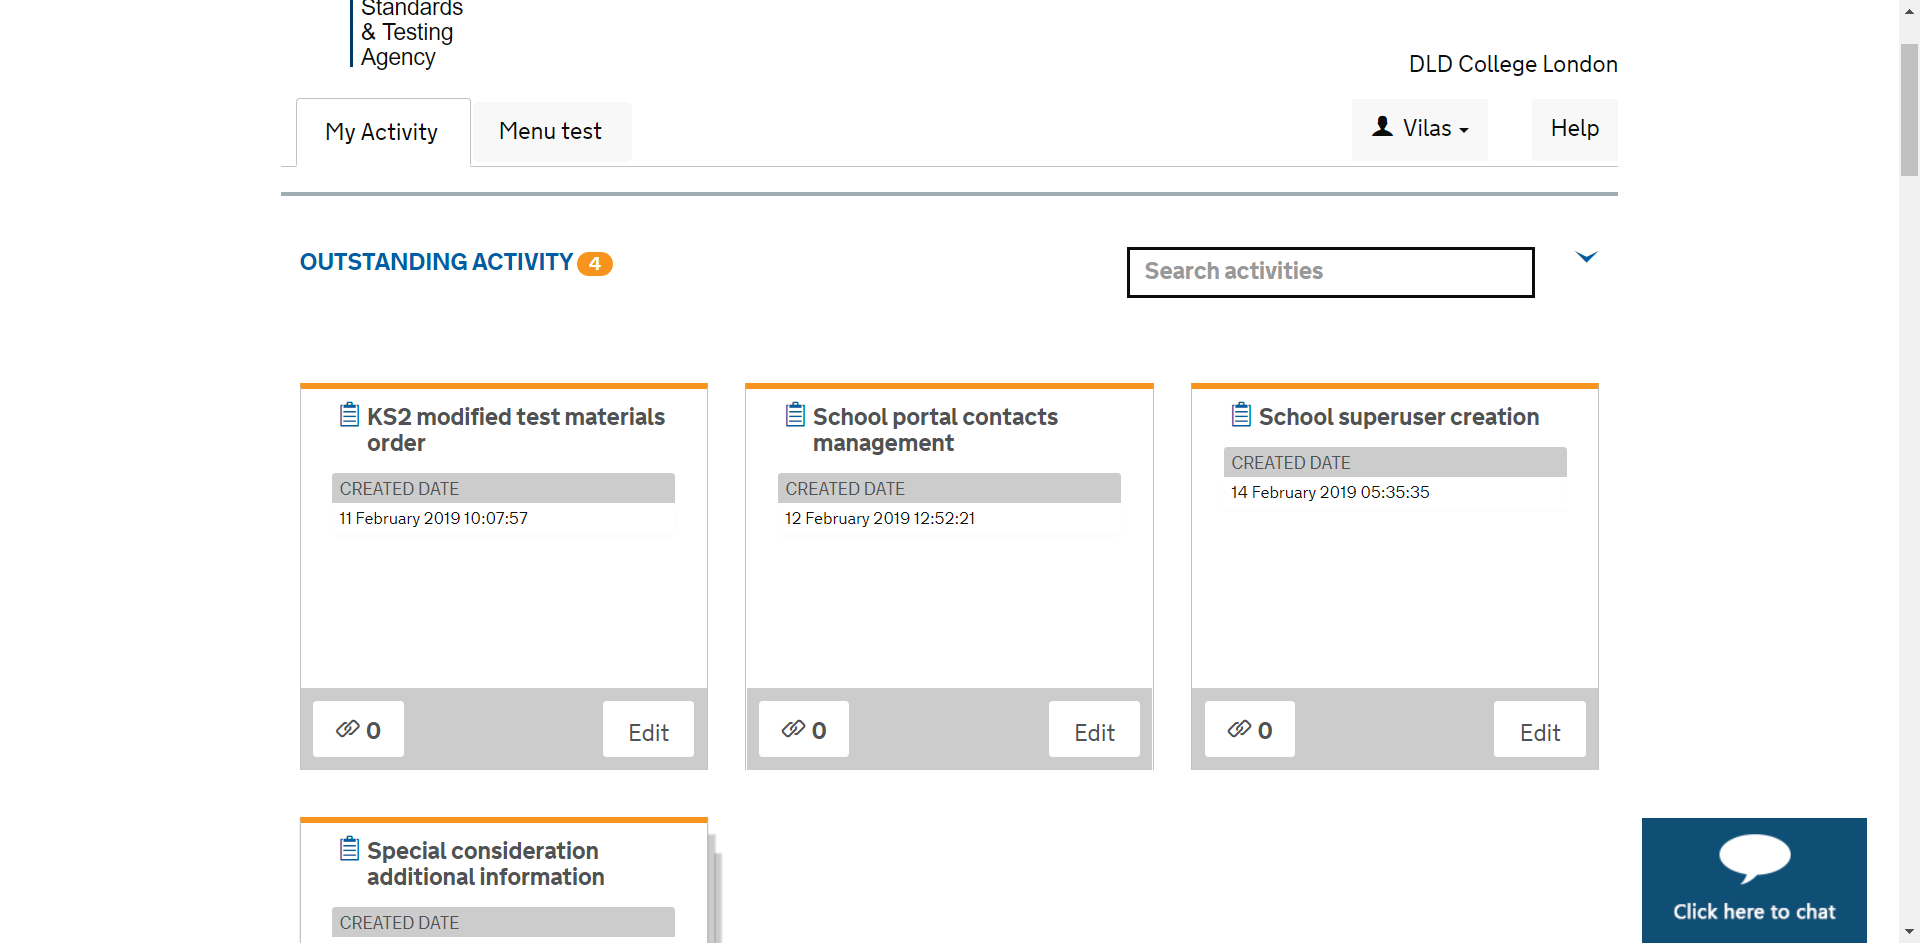 Standards
& Testing
Agency
DLD College London
My Activity
Menu test
Vilas
Help
OUTSTANDING ACTIVITY 4
Search activities
KS2 modified test materials
order
CREATED DATE
11 February 2019 10:07:57
0
Edit
School portal contacts
management
CREATED DATE
12 February 2019 12:52:21
0
Edit
School superuser creation
CREATED DATE
14 February 2019 05:35:35
0
Edit
Special consideration
additional information
CREATED DATE
Click here to chat